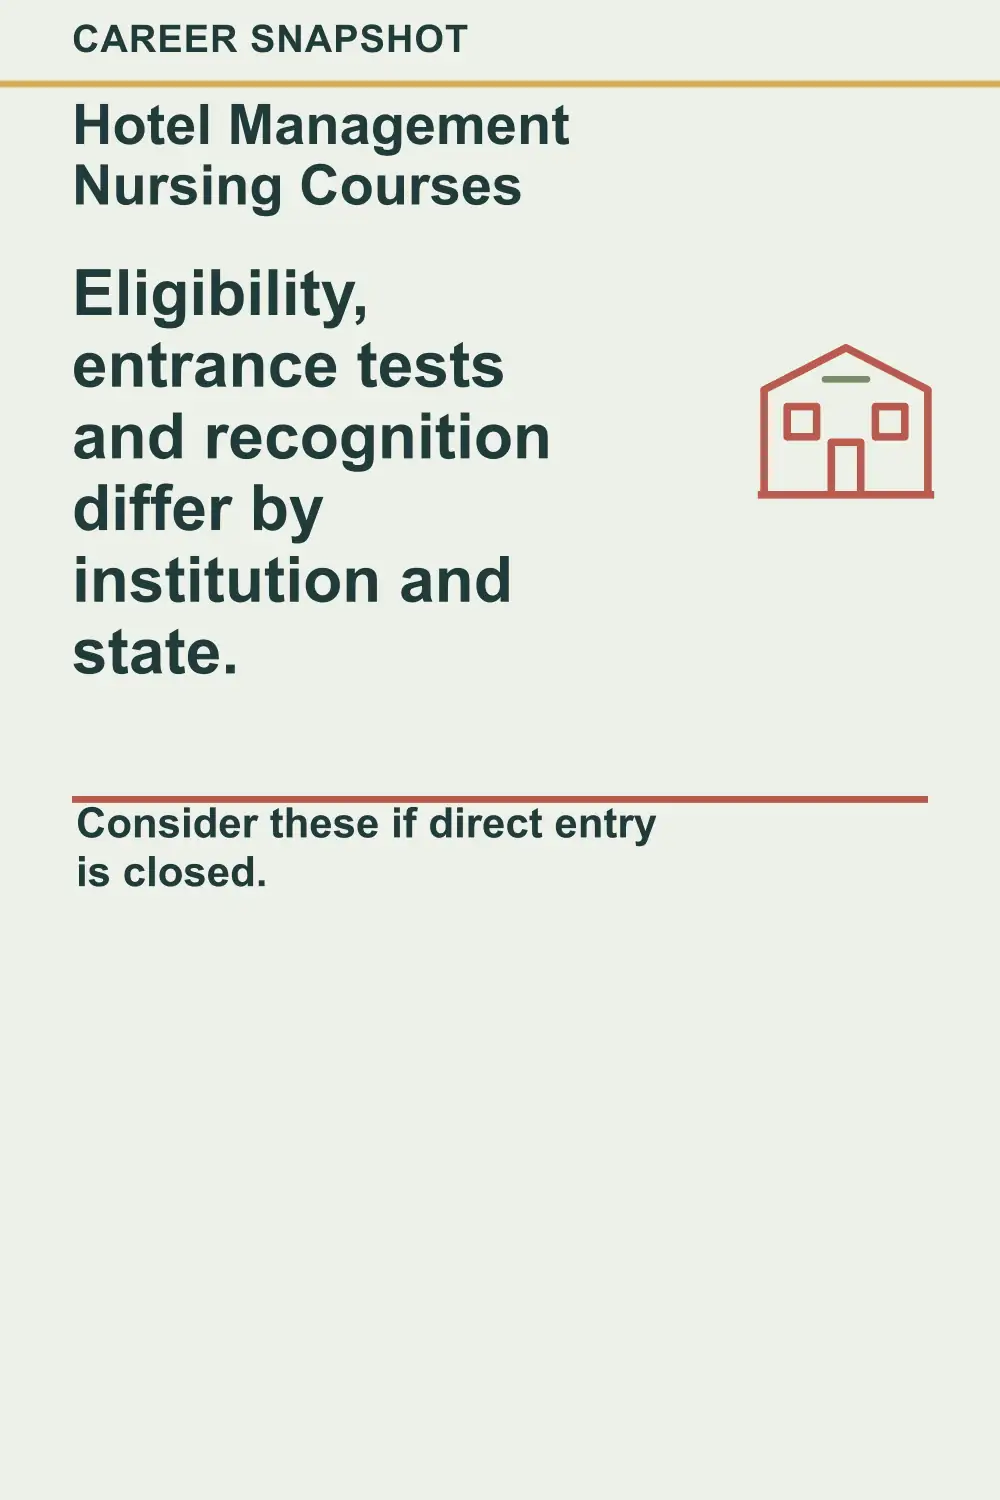 CAREER SNAPSHOT
Hotel Management
Nursing Courses
Eligibility,
entrance tests
and recognition
differ by
institution and
state.
Consider these if direct entry
is closed.